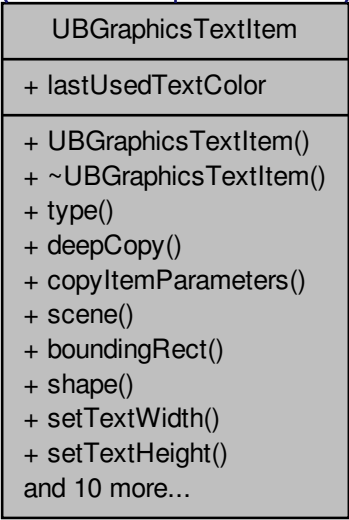 UBGraphicsTextItem
+ lastUsedTextColor
+ UBGraphicsTextItem()
+ ~UBGraphicsTextItem()
+ type()
+ deepCopy()
+ copyItemParameters()
+ scene()
+ boundingRect()
+ shape()
+ setTextWidth()
+ setTextHeight()
and 10 more...